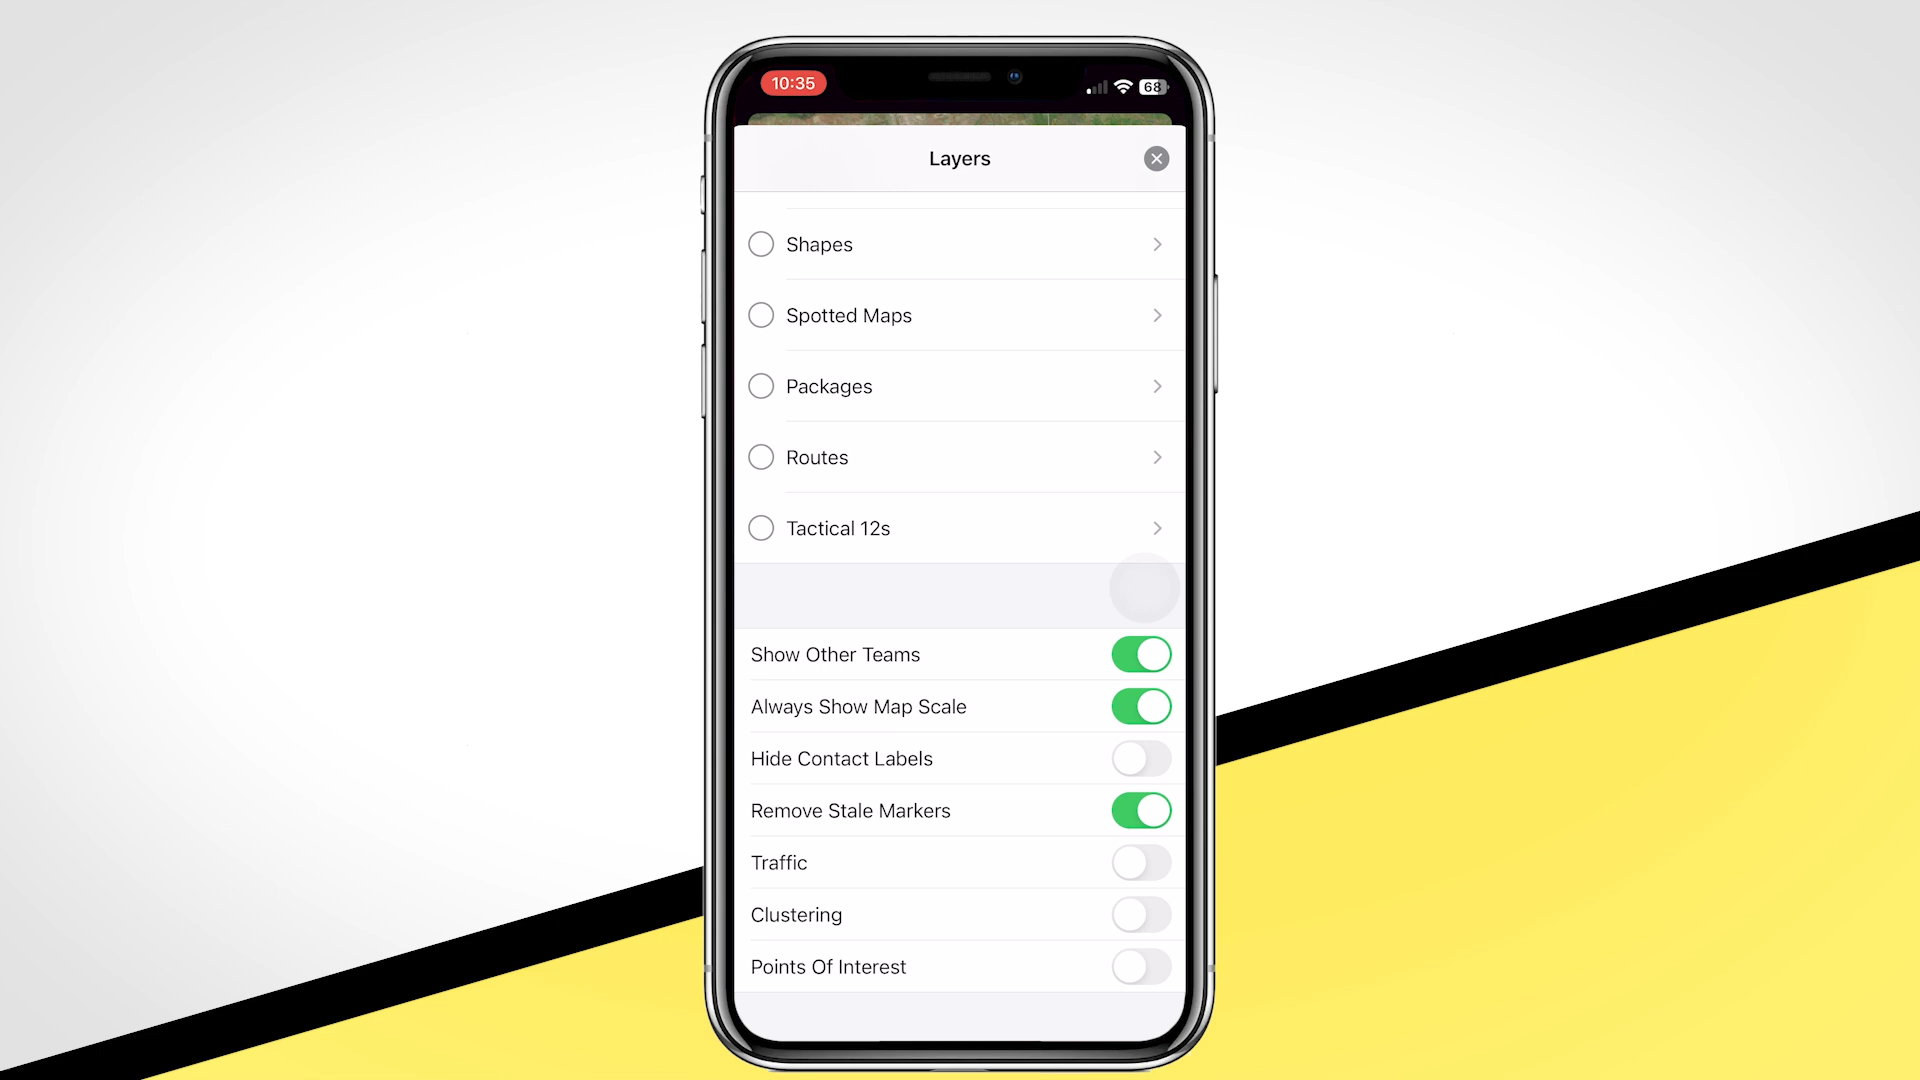 10:35
68
Layers
Shapes
Spotted Maps
Packages
Routes
Tactical 12s
Show Other Teams
Always Show Map Scale
Hide Contact Labels
Remove Stale Markers
Traffic
Clustering
Points Of Interest